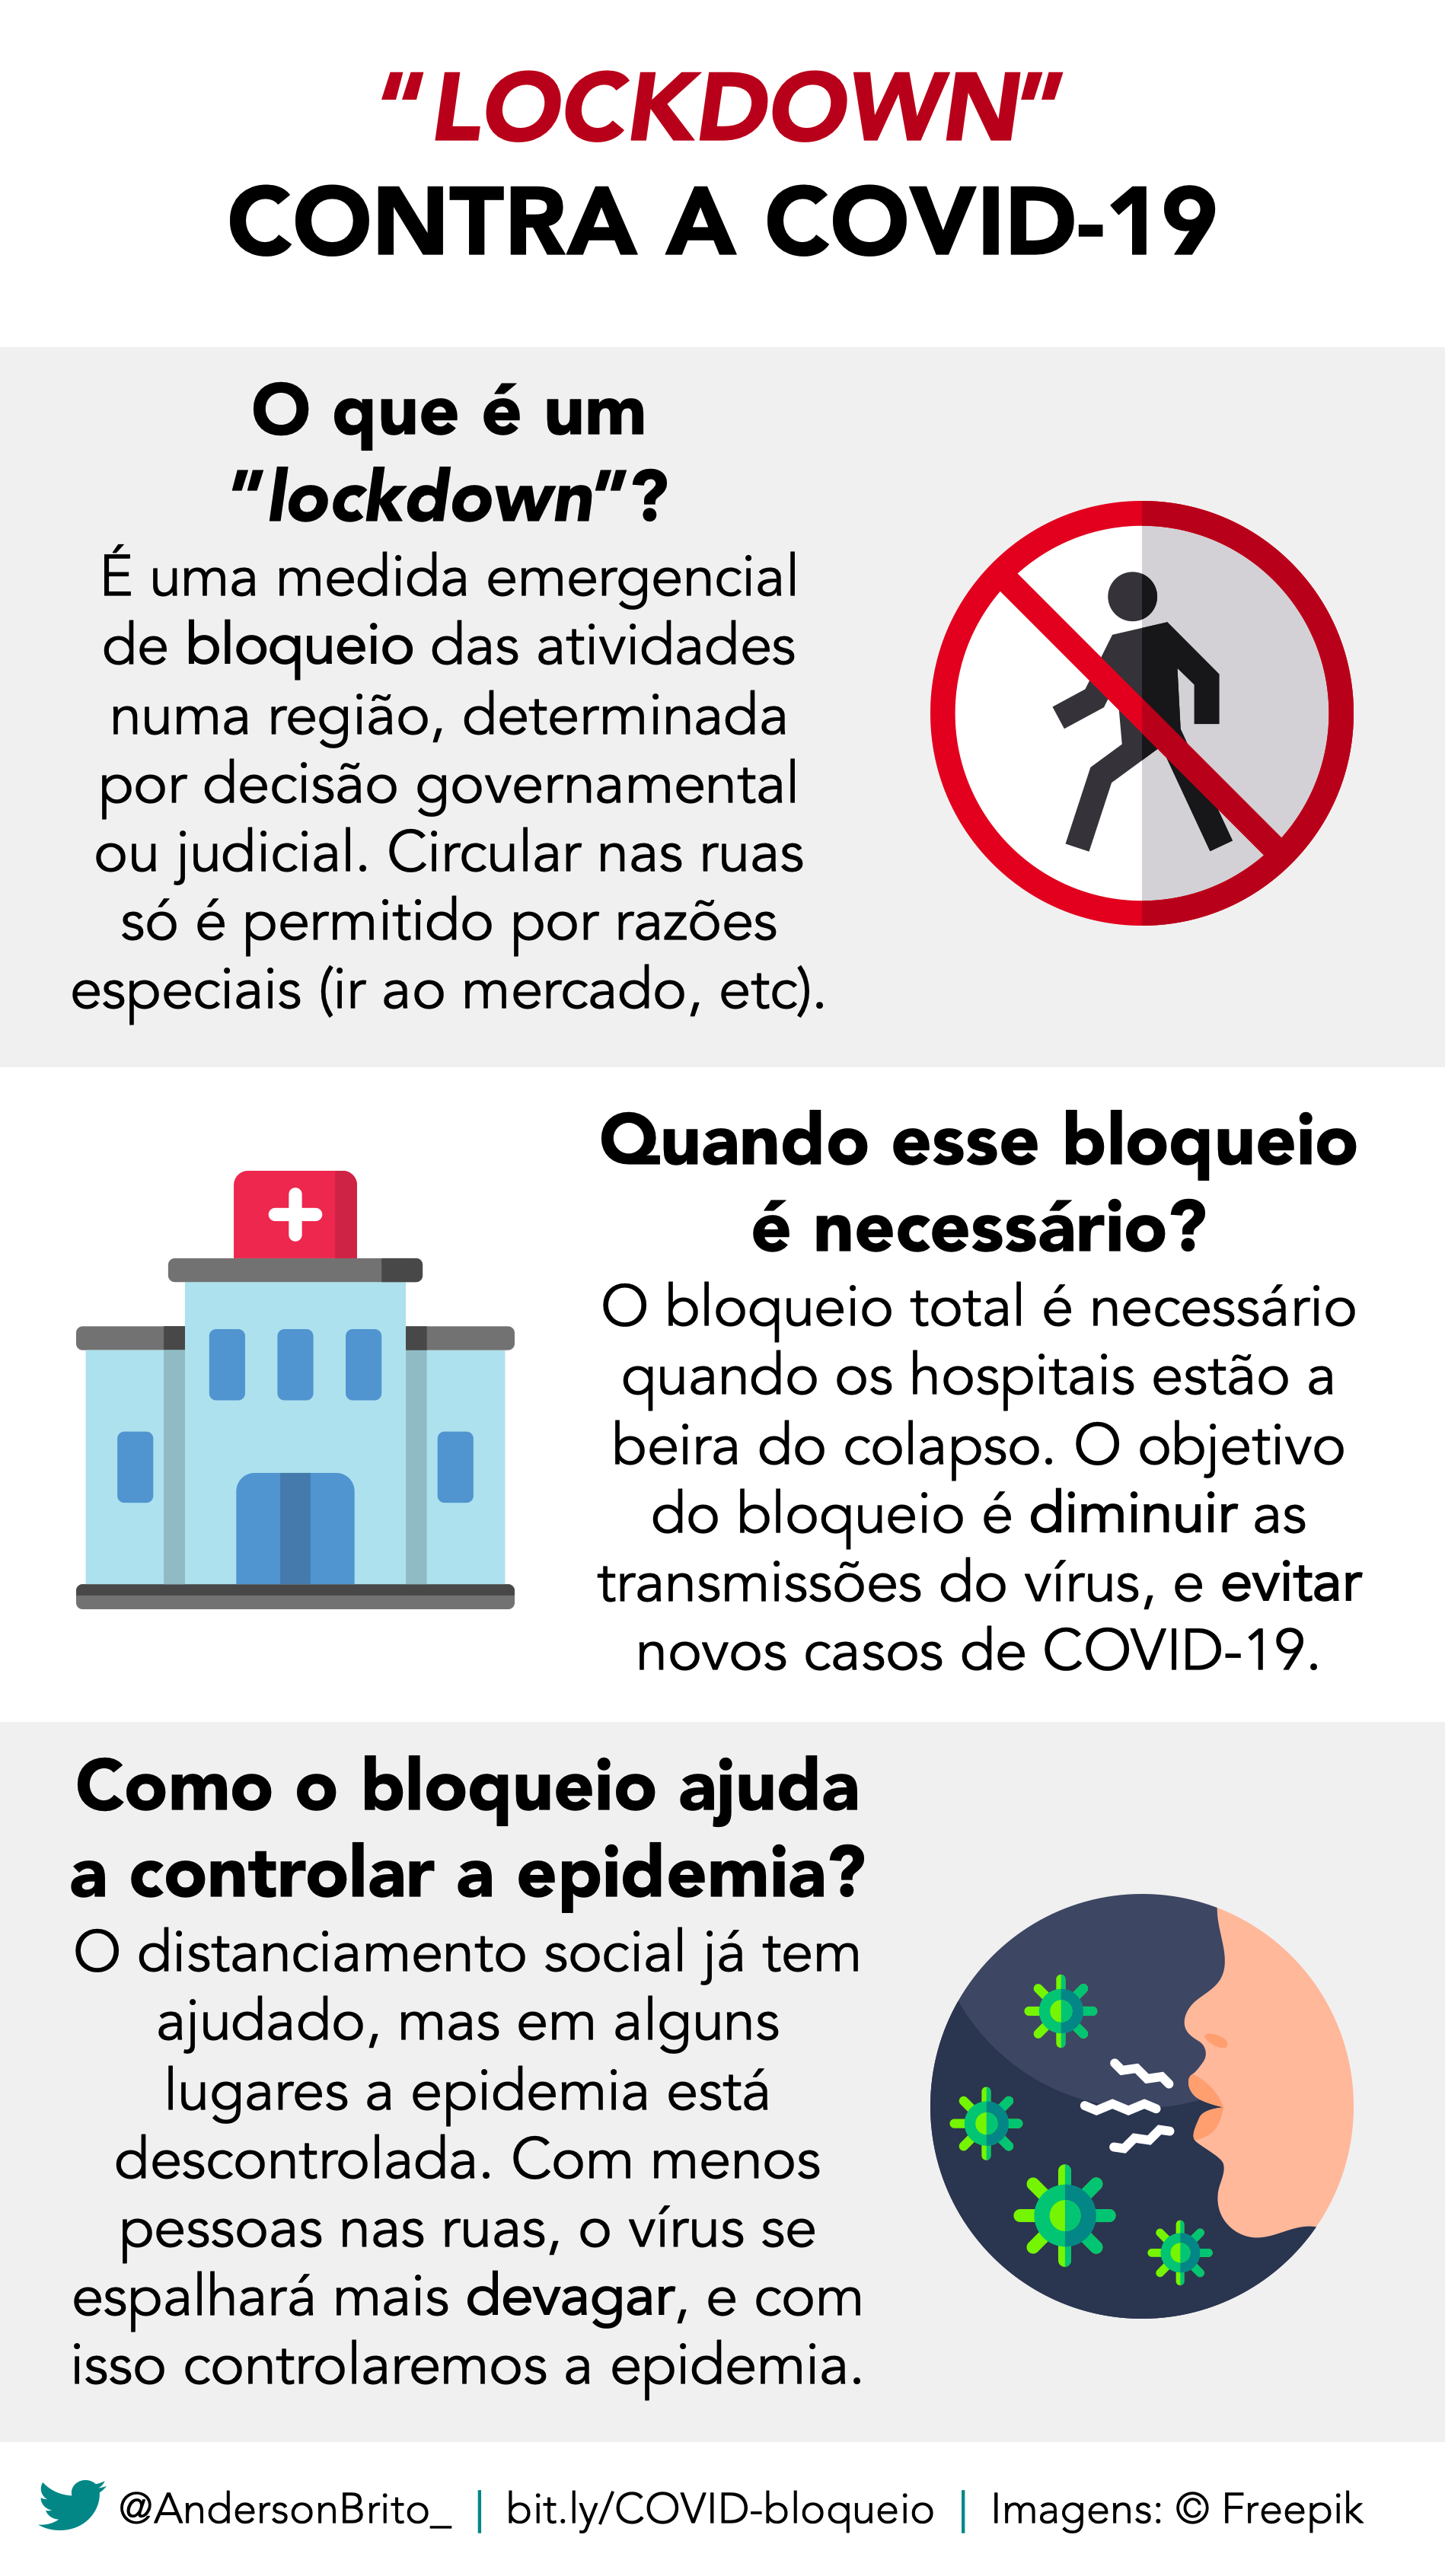 “LOCKDOWN”
CONTRA A COVID-19
O que é um
“lockdown”?
É uma medida emergencial
de bloqueio das atividades
numa região, determinada
por decisão governamental
ou judicial. Circular nas ruas
só é permitido por razões
especiais (ir ao mercado, etc).
Quando esse bloqueio
é necessário?
O bloqueio total é necessário
quando os hospitais estão a
beira do colapso. O objetivo
do bloqueio é diminuir as
transmissões do vírus, e evitar
novos casos de COVID-19.
Como o bloqueio ajuda
a controlar a epidemia?
O distanciamento social já tem
ajudado, mas em alguns
lugares a epidemia está
descontrolada. Com menos
pessoas nas ruas, o vírus se
espalhará mais devagar, e com
isso controlaremos a epidemia.
@AndersonBrito_ | bit.ly/COVID-bloqueio | Imagens: © Freepik